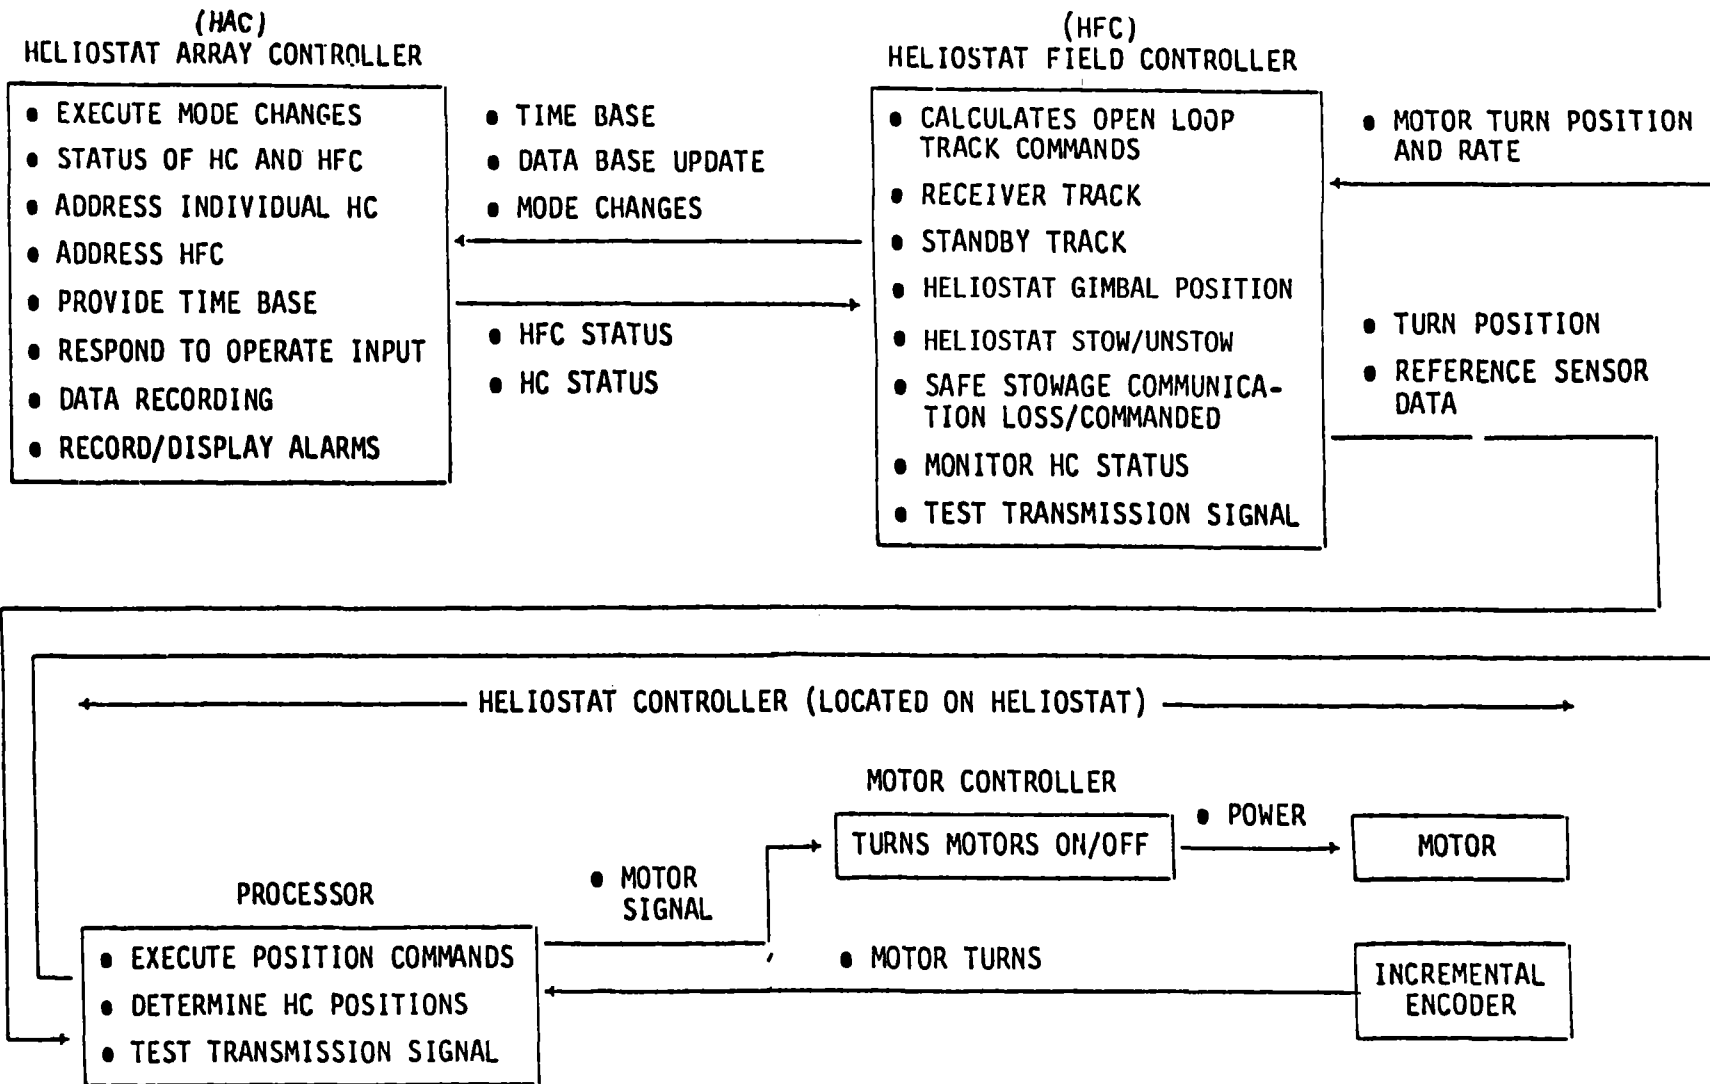 (HAC)
HELIOSTAT ARRAY CONTROLLER
• EXECUTE MODE CHANGES
• STATUS OF HC AND HFC
• ADDRESS INDIVIDUAL HC
• ADDRESS HFC
• PROVIDE TIME BASE
• RESPOND TO OPERATE INPUT
• DATA RECORDING
• RECORD/DISPLAY ALARMS
• TIME BASE
• DATA BASE UPDATE
• MODE CHANGES
• HFC STATUS
• HC STATUS
(HFC)
HELIOSTAT FIELD CONTROLLER
• CALCULATES OPEN LOOP
TRACK COMMANDS
• RECEIVER TRACK
• STANDBY TRACK
• HELIOSTAT GIMBAL POSITION
• HELIOSTAT STOW/UNSTOW
• SAFE STOWAGE COMMUNICA-
TION LOSS/COMMANDED
• MONITOR HC STATUS
• TEST TRANSMISSION SIGNAL
• MOTOR TURN POSITION
AND RATE
• TURN POSITION
• REFERENCE SENSOR
DATA
HELIOSTAT CONTROLLER (LOCATED ON HELIOSTAT)
PROCESSOR
• EXECUTE POSITION COMMANDS
• DETERMINE HC POSITIONS
• TEST TRANSMISSION SIGNAL
• MOTOR
SIGNAL
MOTOR CONTROLLER
TURNS MOTORS ON/OFF
• POWER
MOTOR
• MOTOR TURNS
INCREMENTAL
ENCODER